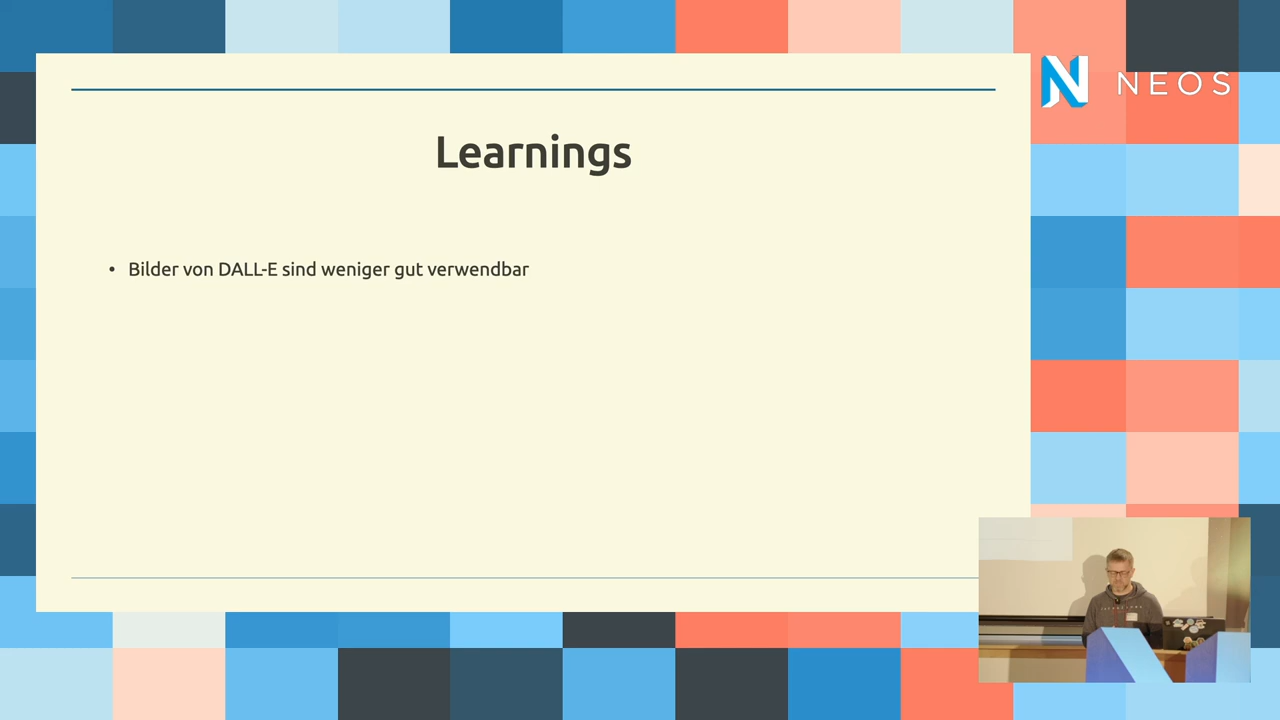 NEOS
Learnings
• Bilder von DALL-E sind weniger gut verwendbar